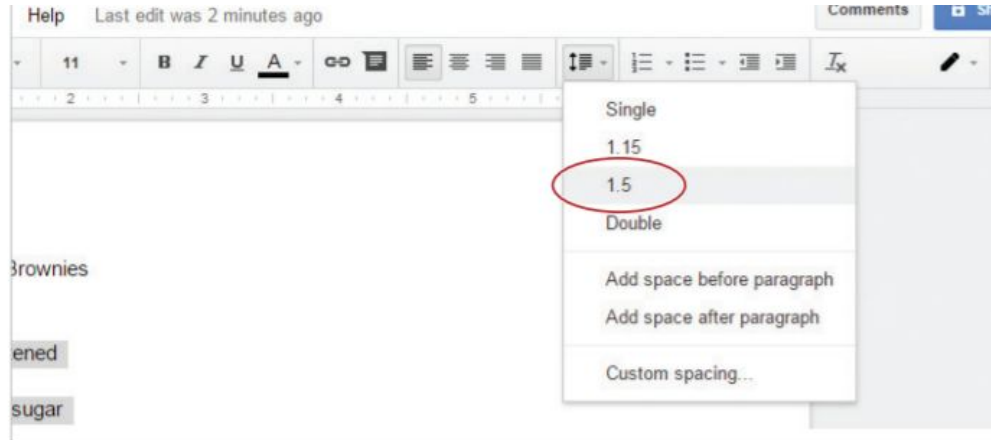 Help Last edit was 2 minutes ago Comments
11 B I U A
2 3 4 5
Single
1.15
1.5
Double
Brownies
Add space before paragraph
Add space after paragraph
ened
Custom spacing...
sugar